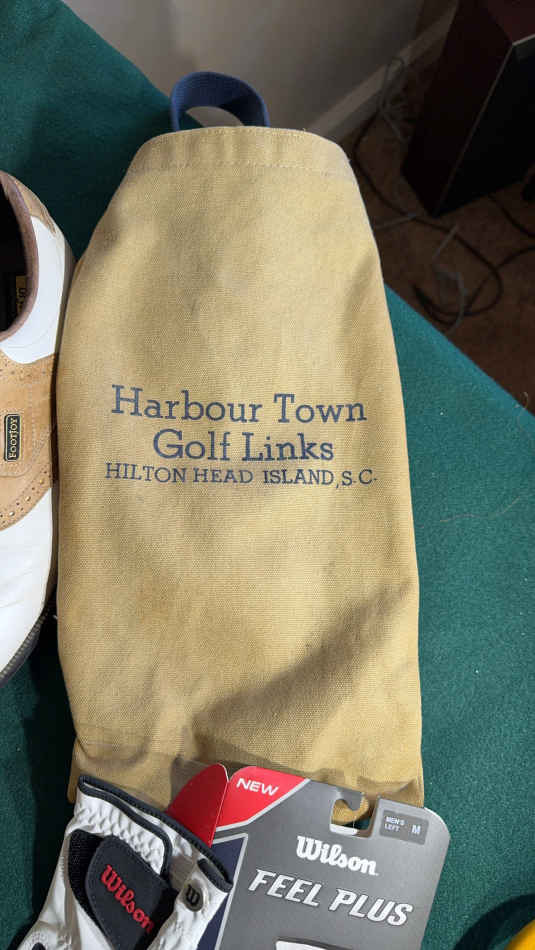 Harbour Town
Golf Links
HILTON HEAD ISLAND, S.C.
FOOTJOY
NEW
MEN'S
LEFT
M
Wilson
FEEL PLUS
Wilson
W